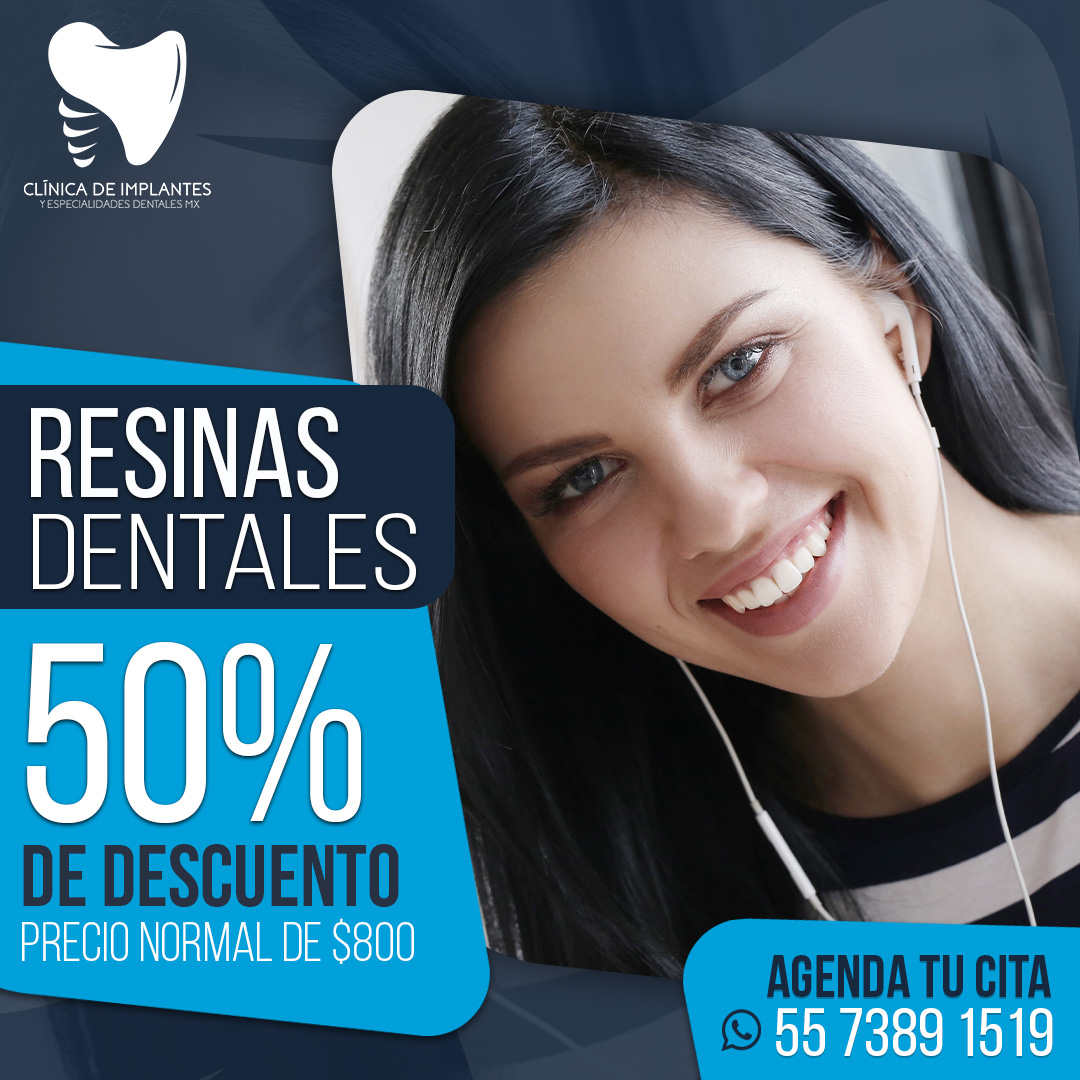 CLÍNICA DE IMPLANTES
Y ESPECIALIDADES DENTALES MX
RESINAS
DENTALES
50%
DE DESCUENTO
PRECIO NORMAL DE $800
AGENDA TU CITA
55 7389 1519